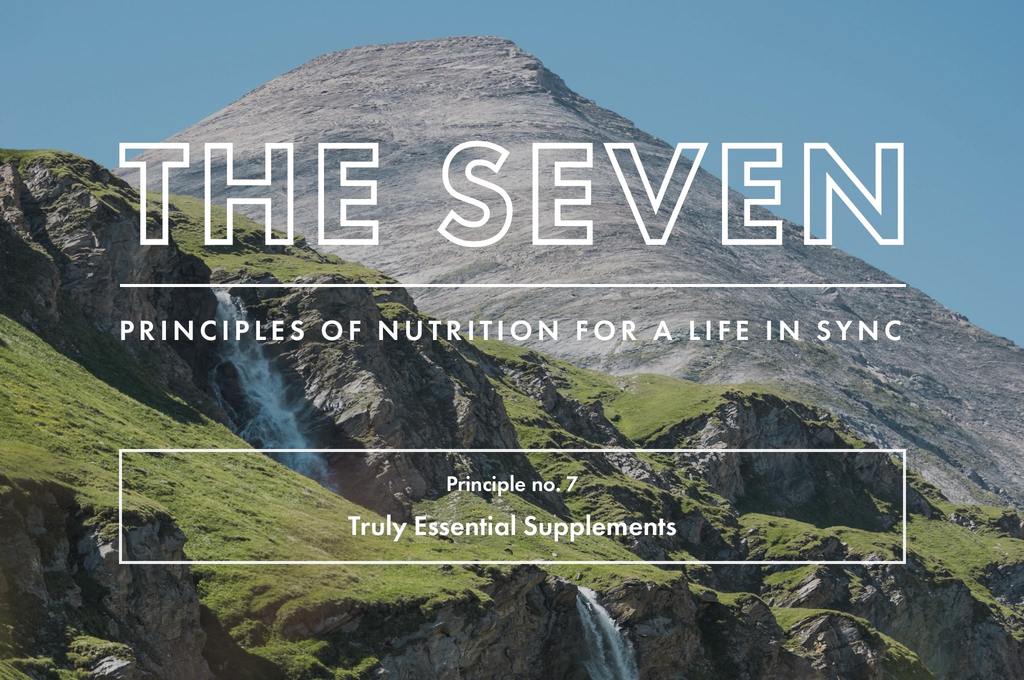 THE SEVEN
PRINCIPLES OF NUTRITION FOR A LIFE IN SYNC
Principle no. 7
Truly Essential Supplements